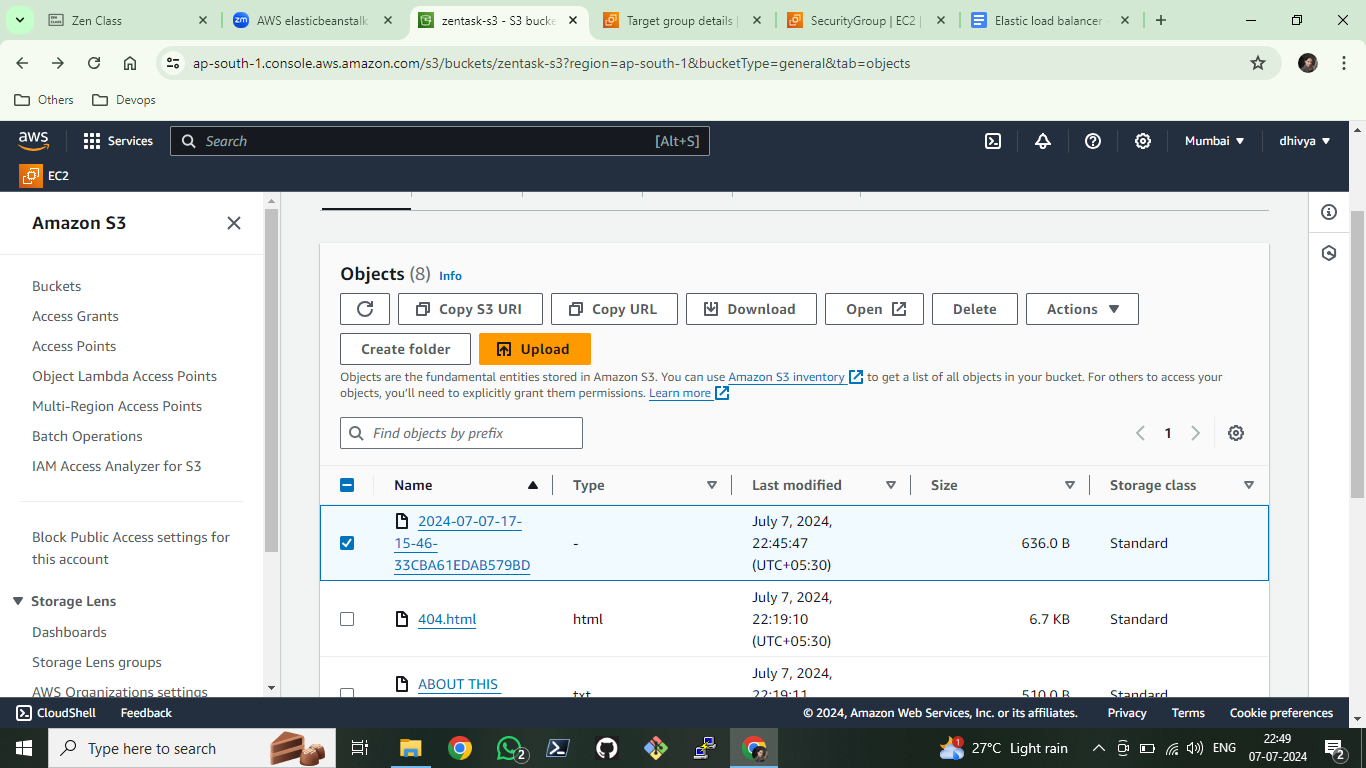 Zen Class
AWS elasticbeanstalk
zentask-s3 - S3 bucke
Target group details |
SecurityGroup | EC2 |
Elastic load balancer
ap-south-1.console.aws.amazon.com/s3/buckets/zentask-s3?region=ap-south-1&bucketType=general&tab=objects
Others
Devops
aws
Services
Search
[Alt+S]
Mumbai
dhivya
EC2
Amazon S3
Buckets
Access Grants
Access Points
Object Lambda Access Points
Multi-Region Access Points
Batch Operations
IAM Access Analyzer for S3
Block Public Access settings for
this account
Storage Lens
Dashboards
Storage Lens groups
AWS Organizations settings
Objects (8) Info
Copy S3 URI
Copy URL
Download
Open
Delete
Actions
Create folder
Upload
Objects are the fundamental entities stored in Amazon S3. You can use Amazon S3 inventory to get a list of all objects in your bucket. For others to access your
objects, you'll need to explicitly grant them permissions. Learn more
Find objects by prefix
1
Name
Type
Last modified
Size
Storage class
2024-07-07-17-
15-46-
33CBA61EDAB579BD
-
July 7, 2024,
22:45:47
(UTC+05:30)
636.0 B
Standard
404.html
html
July 7, 2024,
22:19:10
(UTC+05:30)
6.7 KB
Standard
ABOUT THIS
txt
July 7, 2024,
22:19:11
510.0 B
Standard
CloudShell
Feedback
© 2024, Amazon Web Services, Inc. or its affiliates.
Privacy
Terms
Cookie preferences
Type here to search
2
1
27°C Light rain
ENG
22:49
07-07-2024
2